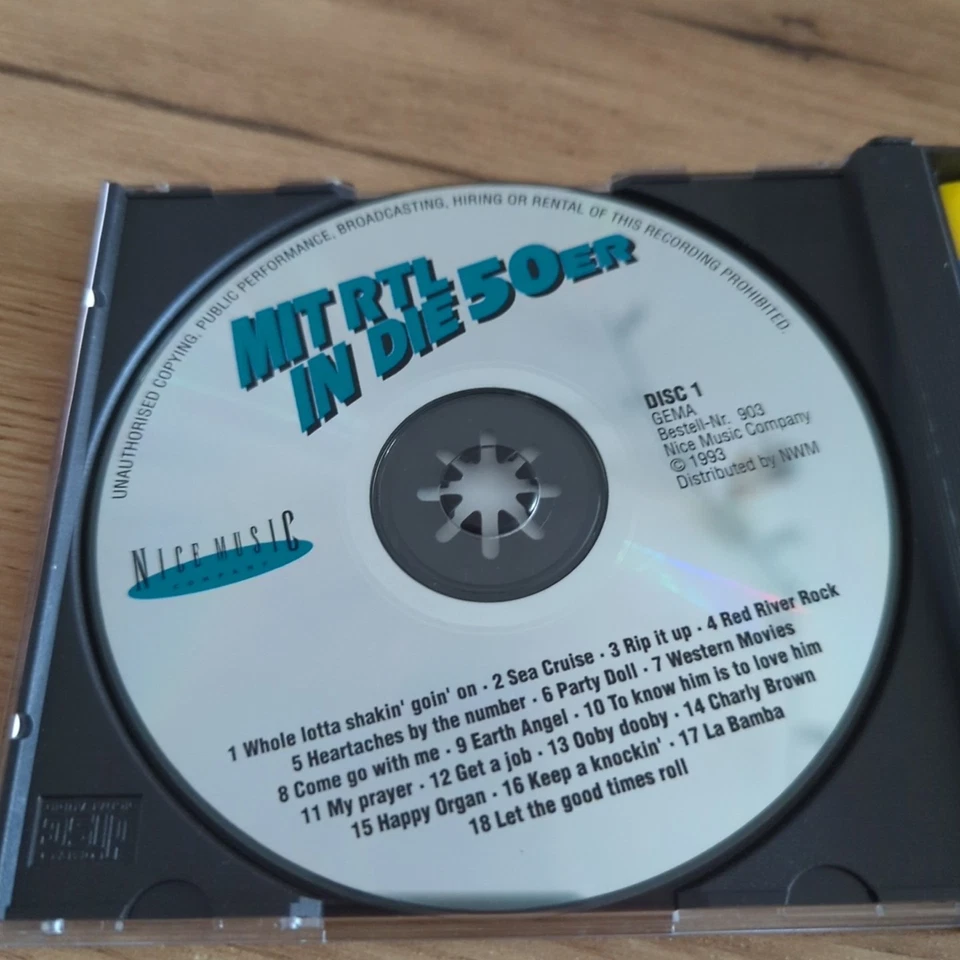 UNAUTHORISED COPYING, PUBLIC PERFORMANCE, BROADCASTING, HIRING OR RENTAL OF THIS RECORDING PROHIBITED.
MIT RTL
IN DIE 50ER
DISC 1
GEMA
Bestell-Nr. 903
Nice Music Company
© 1993
Distributed by NWM
NICE MUSIC
COMPANY
1 Whole lotta shakin' goin' on · 2 Sea Cruise · 3 Rip it up · 4 Red River Rock
5 Heartaches by the number · 6 Party Doll · 7 Western Movies
8 Come go with me · 9 Earth Angel · 10 To know him is to love him
11 My prayer · 12 Get a job · 13 Ooby dooby · 14 Charly Brown
15 Happy Organ · 16 Keep a knockin' · 17 La Bamba
18 Let the good times roll